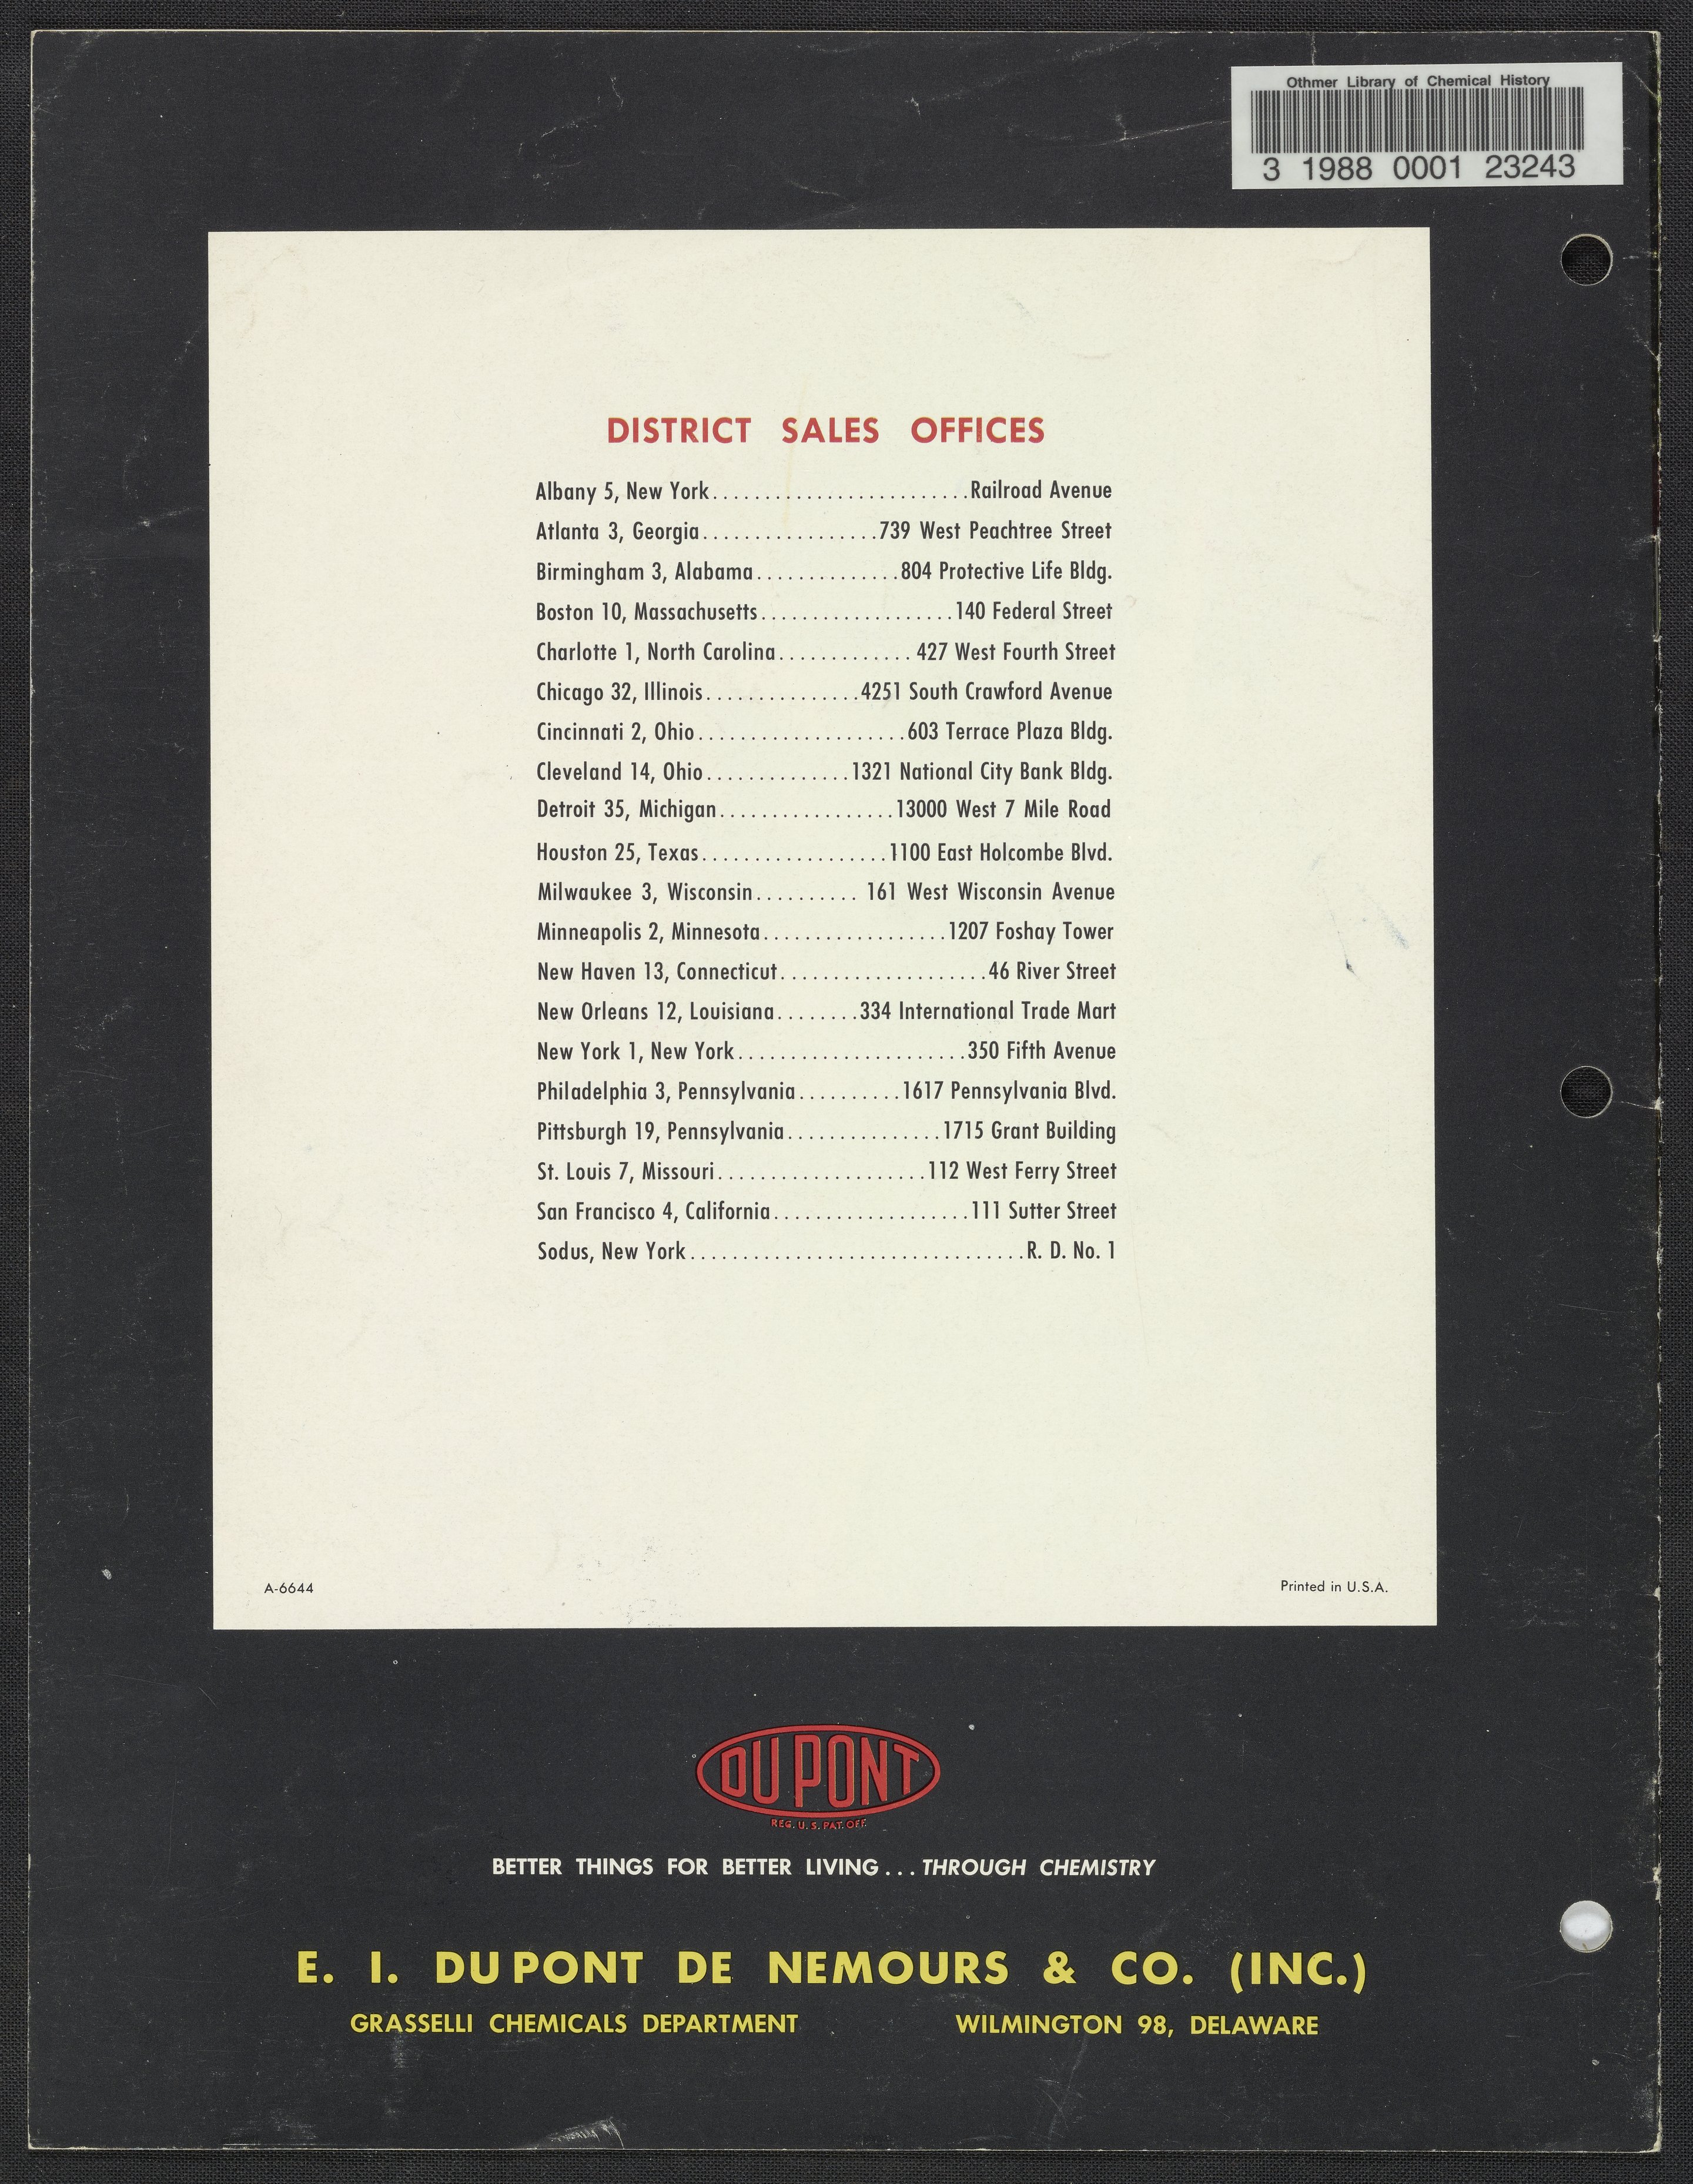 Othmer Library of Chemical History
3 1988 0001 23243
DISTRICT SALES OFFICES
Albany 5, New York.........................Railroad Avenue
Atlanta 3, Georgia.................739 West Peachtree Street
Birmingham 3, Alabama..............804 Protective Life Bldg.
Boston 10, Massachusetts...................140 Federal Street
Charlotte 1, North Carolina............. 427 West Fourth Street
Chicago 32, Illinois...............4251 South Crawford Avenue
Cincinnati 2, Ohio....................603 Terrace Plaza Bldg.
Cleveland 14, Ohio..............1321 National City Bank Bldg.
Detroit 35, Michigan.................13000 West 7 Mile Road
Houston 25, Texas..................1100 East Holcombe Blvd.
Milwaukee 3, Wisconsin.......... 161 West Wisconsin Avenue
Minneapolis 2, Minnesota..................1207 Foshay Tower
New Haven 13, Connecticut....................46 River Street
New Orleans 12, Louisiana........334 International Trade Mart
New York 1, New York......................350 Fifth Avenue
Philadelphia 3, Pennsylvania..........1617 Pennsylvania Blvd.
Pittsburgh 19, Pennsylvania...............1715 Grant Building
St. Louis 7, Missouri....................112 West Ferry Street
San Francisco 4, California...................111 Sutter Street
Sodus, New York................................R. D. No. 1
A-6644
Printed in U.S.A.
DU PONT
REG. U. S. PAT. OFF.
BETTER THINGS FOR BETTER LIVING...THROUGH CHEMISTRY
E. I. DU PONT DE NEMOURS & CO. (INC.)
GRASSELLI CHEMICALS DEPARTMENT
WILMINGTON 98, DELAWARE